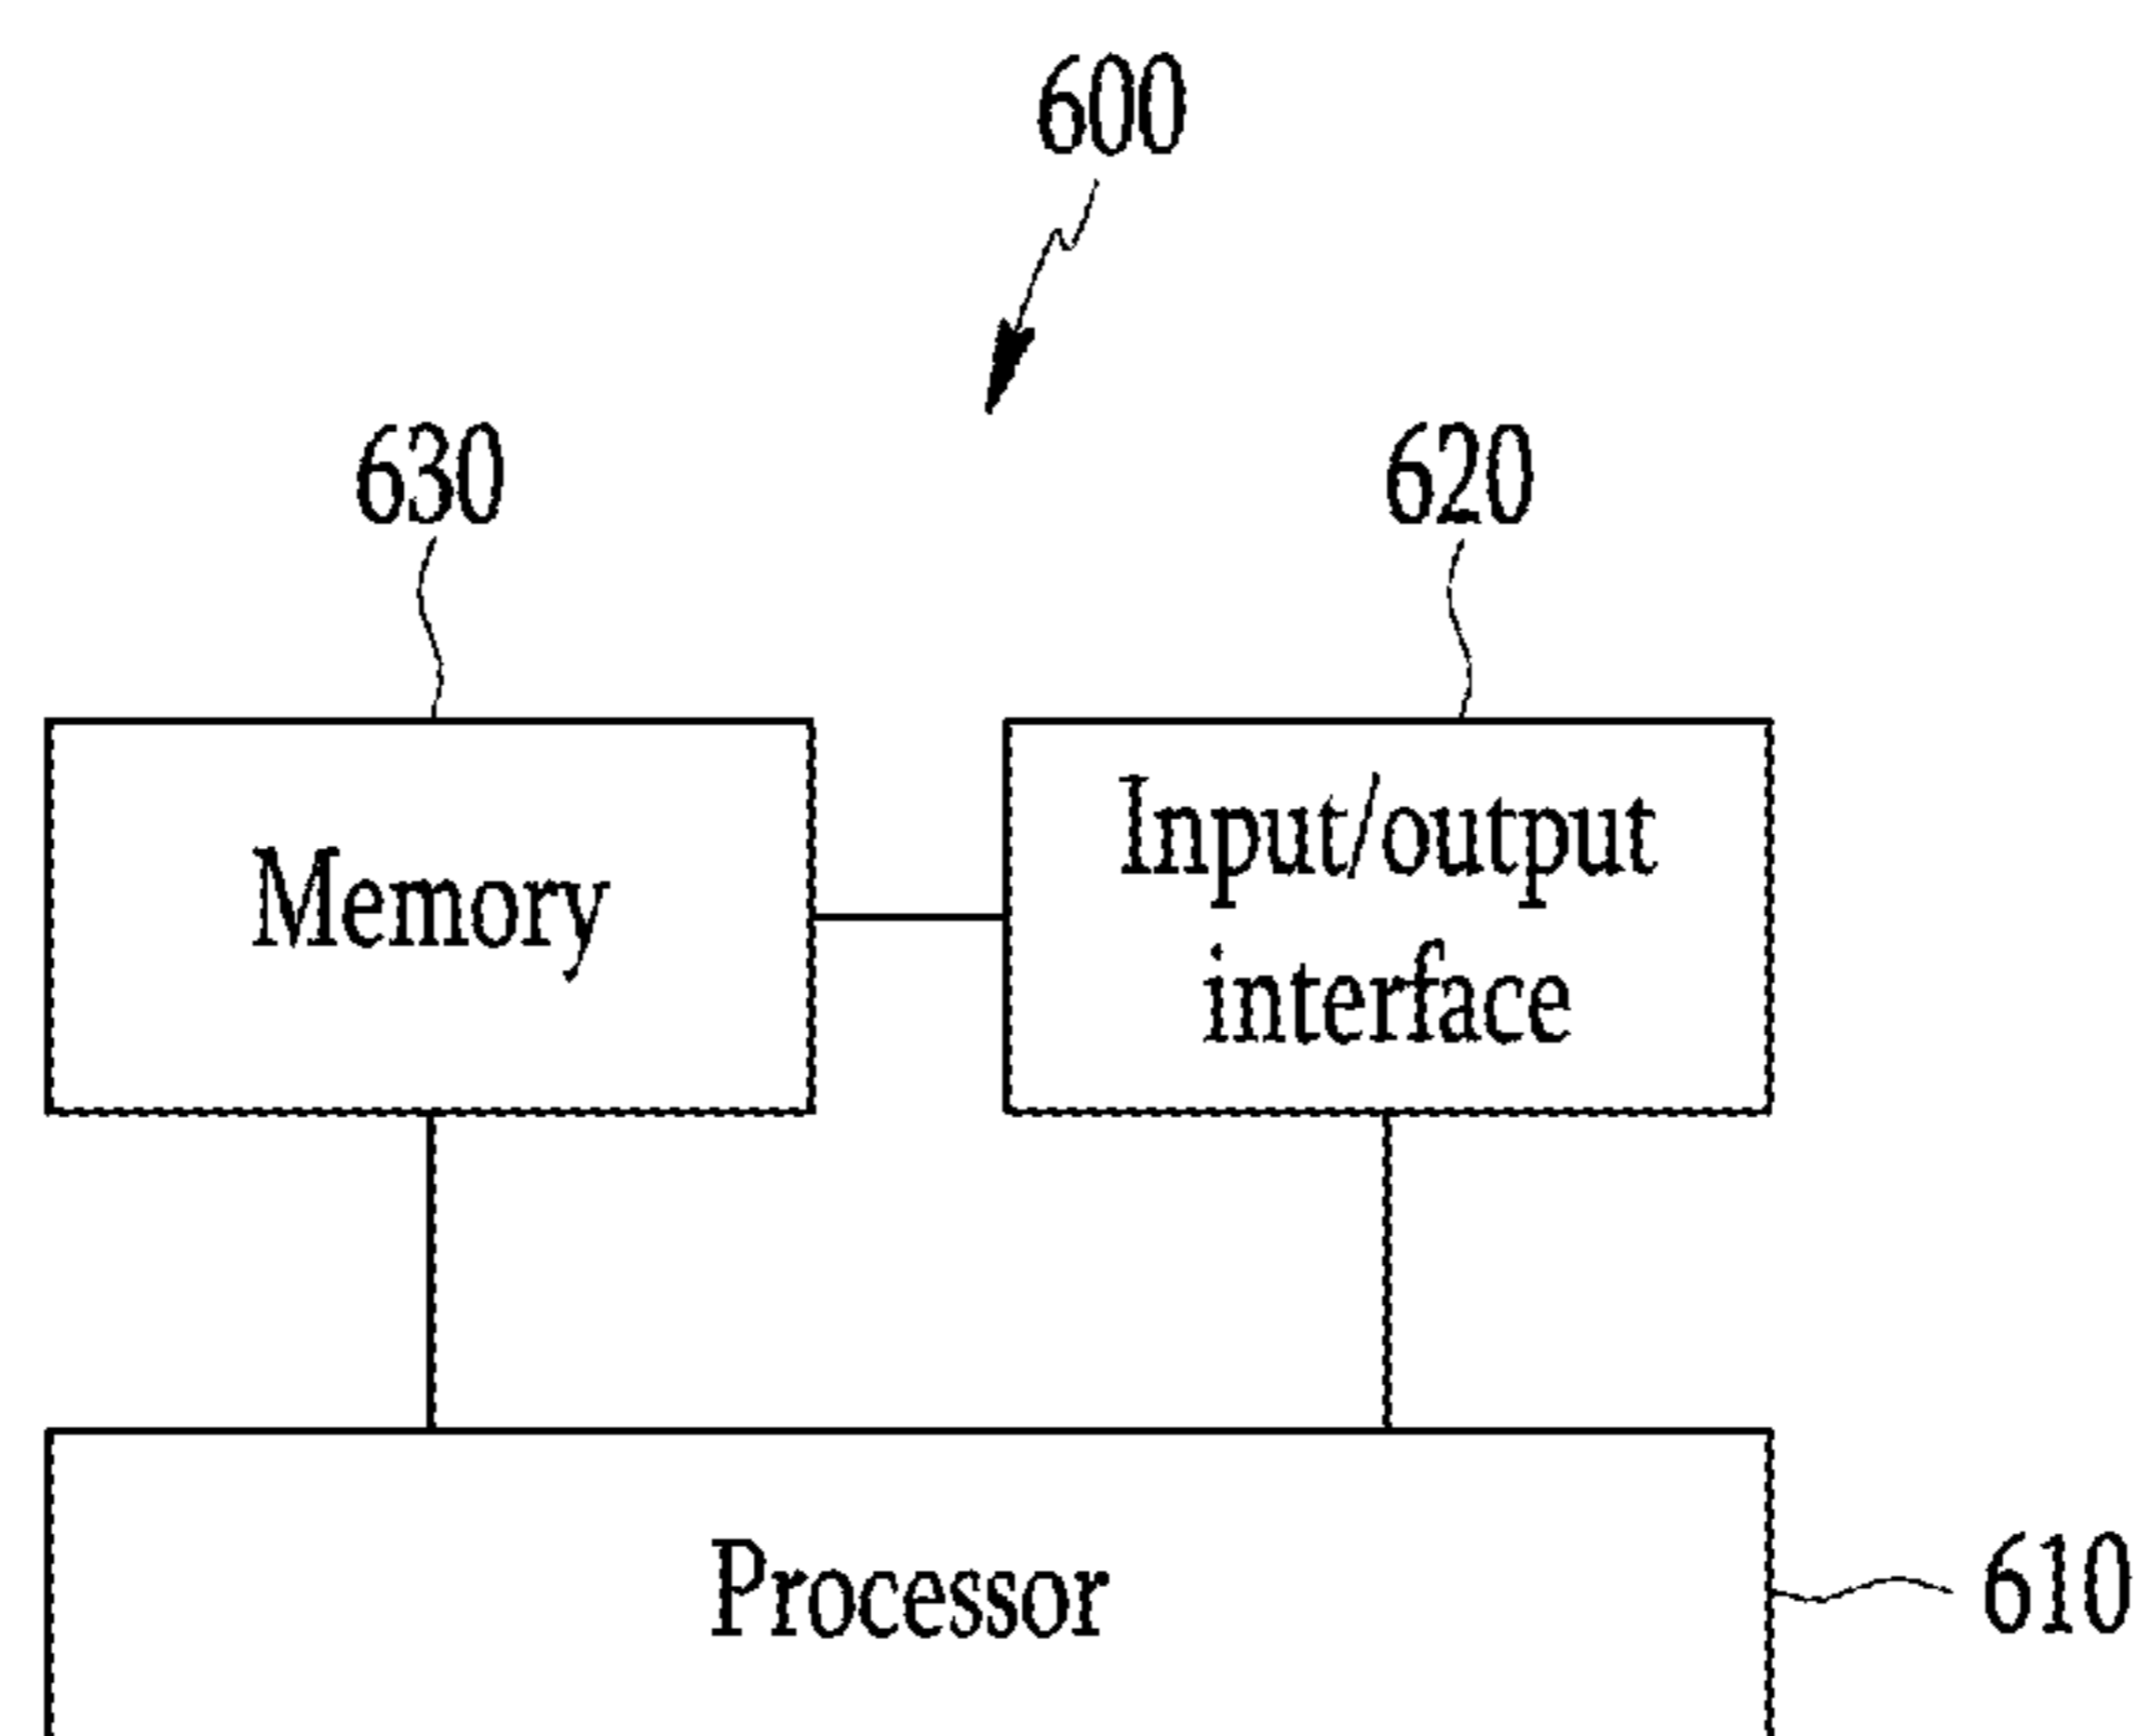 600
630
620
Memory
Input/output
interface
Processor
610